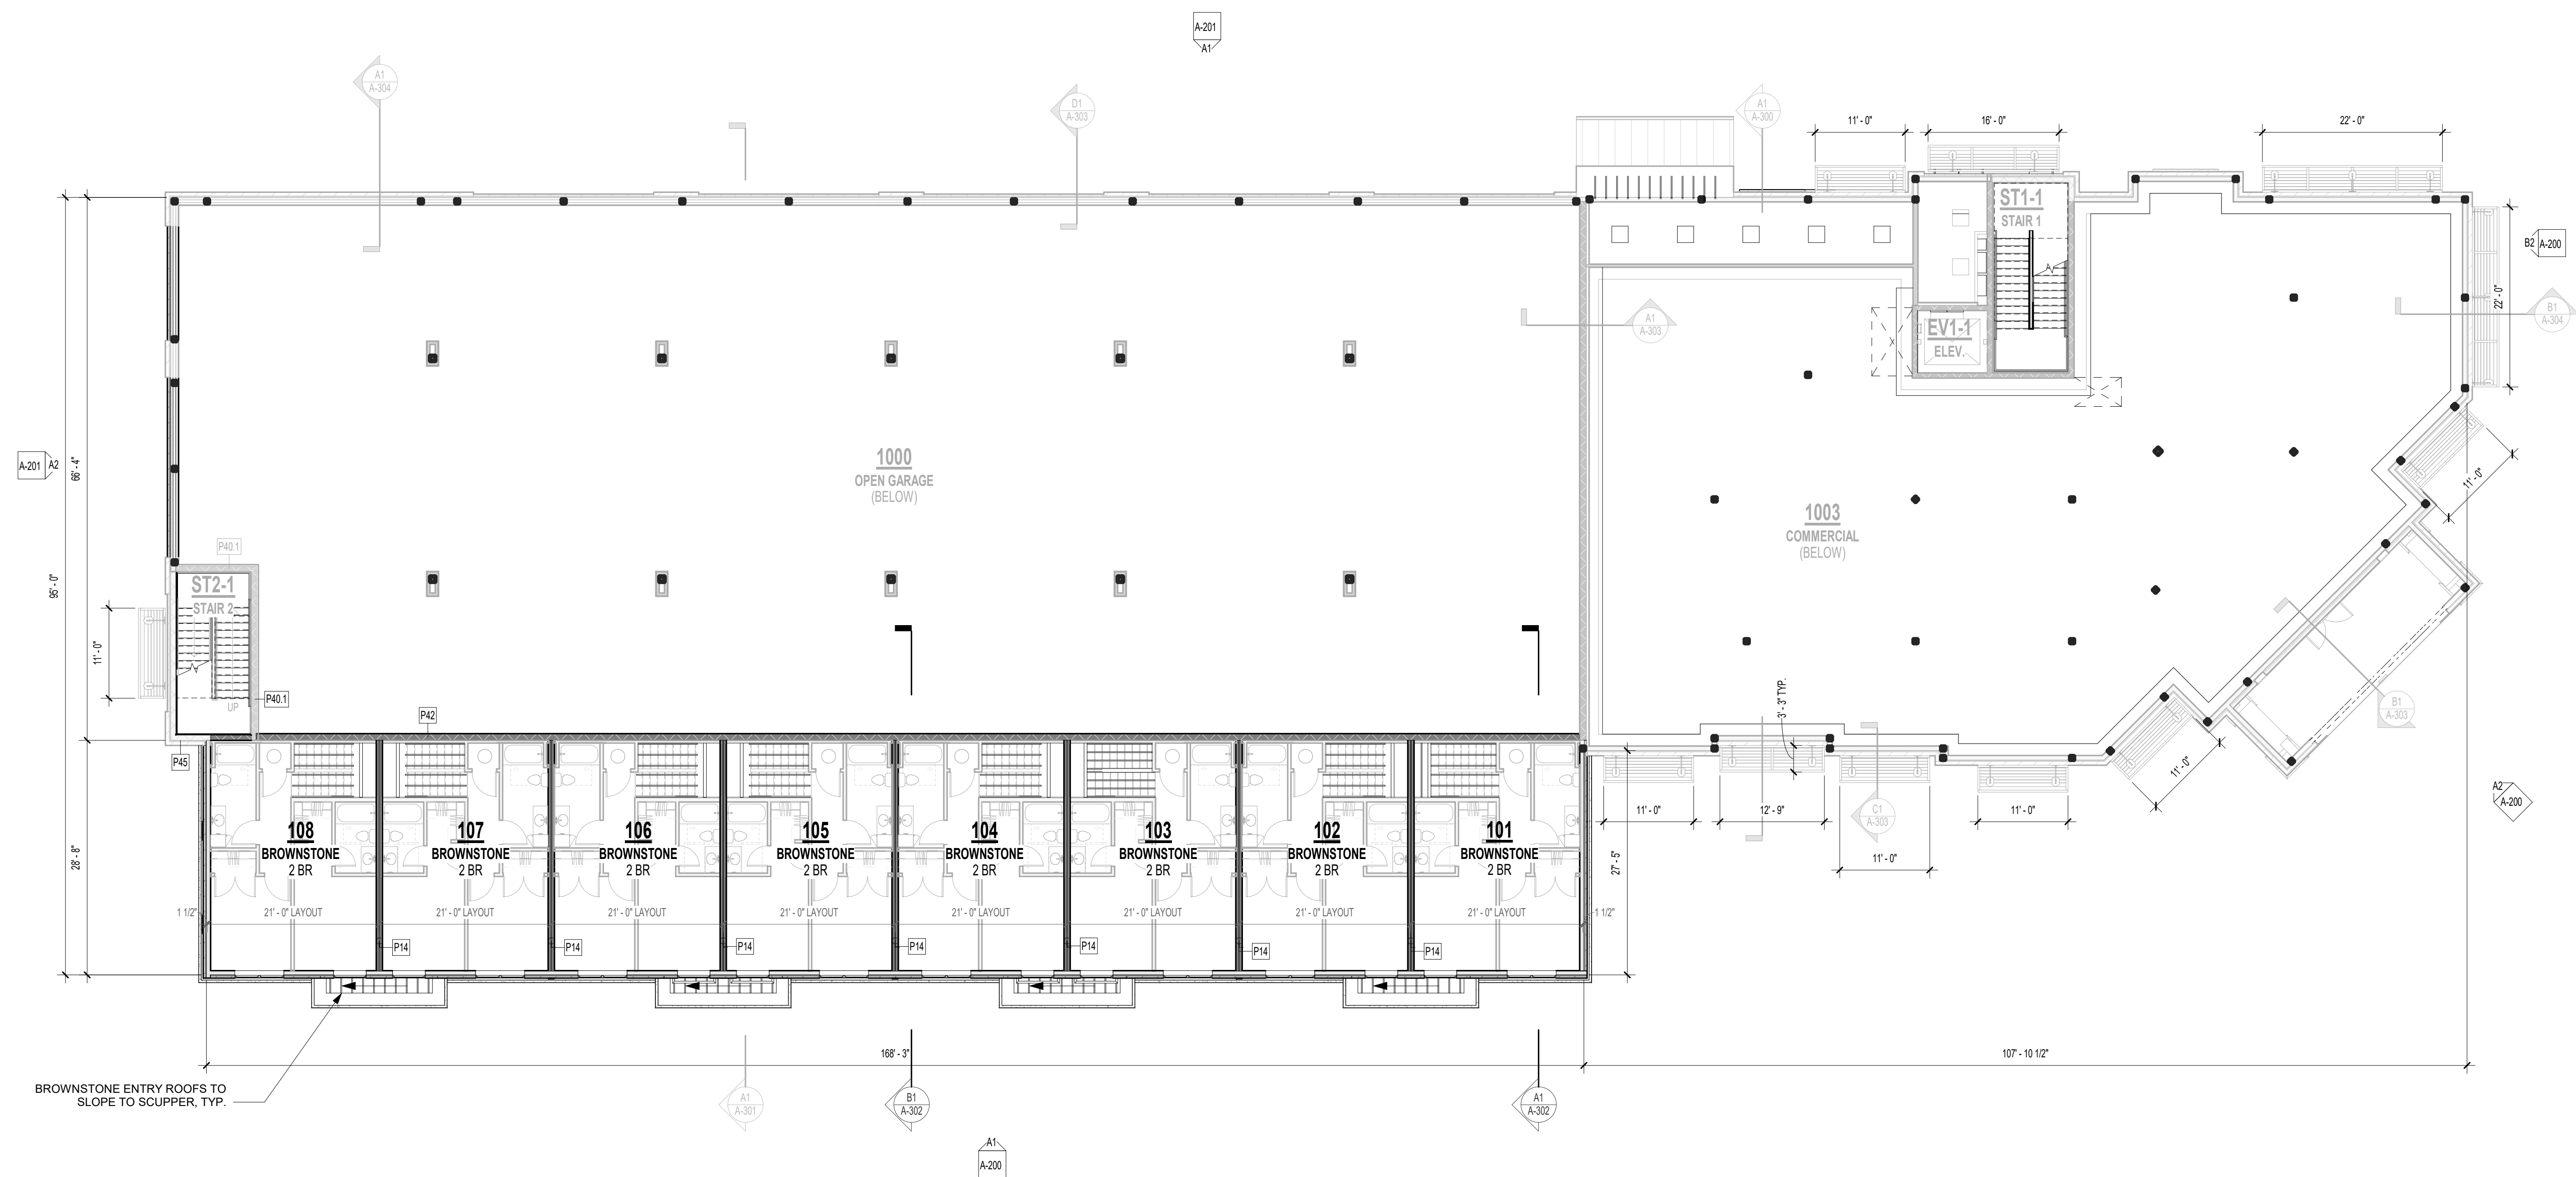 A-201
A1
A1
A-304
D1
A-303
A1
A-300
11' - 0"
16' - 0"
22' - 0"
ST1-1
STAIR 1
B2 A-200
22' - 0"
B1
A-304
A1
A-303
EV1-1
ELEV.
A-201 A2
95' - 0"
66' - 4"
1000
OPEN GARAGE
(BELOW)
1003
COMMERCIAL
(BELOW)
11' - 0"
P40.1
ST2-1
STAIR 2
11' - 0"
UP
P40.1
P42
P45
3' - 3" TYP.
B1
A-303
11' - 0"
11' - 0"
12' - 9"
C1
A-303
11' - 0"
11' - 0"
A2
A-200
28' - 8"
27' - 5"
108
BROWNSTONE
2 BR
107
BROWNSTONE
2 BR
106
BROWNSTONE
2 BR
105
BROWNSTONE
2 BR
104
BROWNSTONE
2 BR
103
BROWNSTONE
2 BR
102
BROWNSTONE
2 BR
101
BROWNSTONE
2 BR
1 1/2"
21' - 0" LAYOUT
21' - 0" LAYOUT
21' - 0" LAYOUT
21' - 0" LAYOUT
21' - 0" LAYOUT
21' - 0" LAYOUT
21' - 0" LAYOUT
21' - 0" LAYOUT
1 1/2"
P14
P14
P14
P14
P14
P14
P14
168' - 3"
107' - 10 1/2"
BROWNSTONE ENTRY ROOFS TO
SLOPE TO SCUPPER, TYP.
A1
A-301
B1
A-302
A1
A-302
A1
A-200